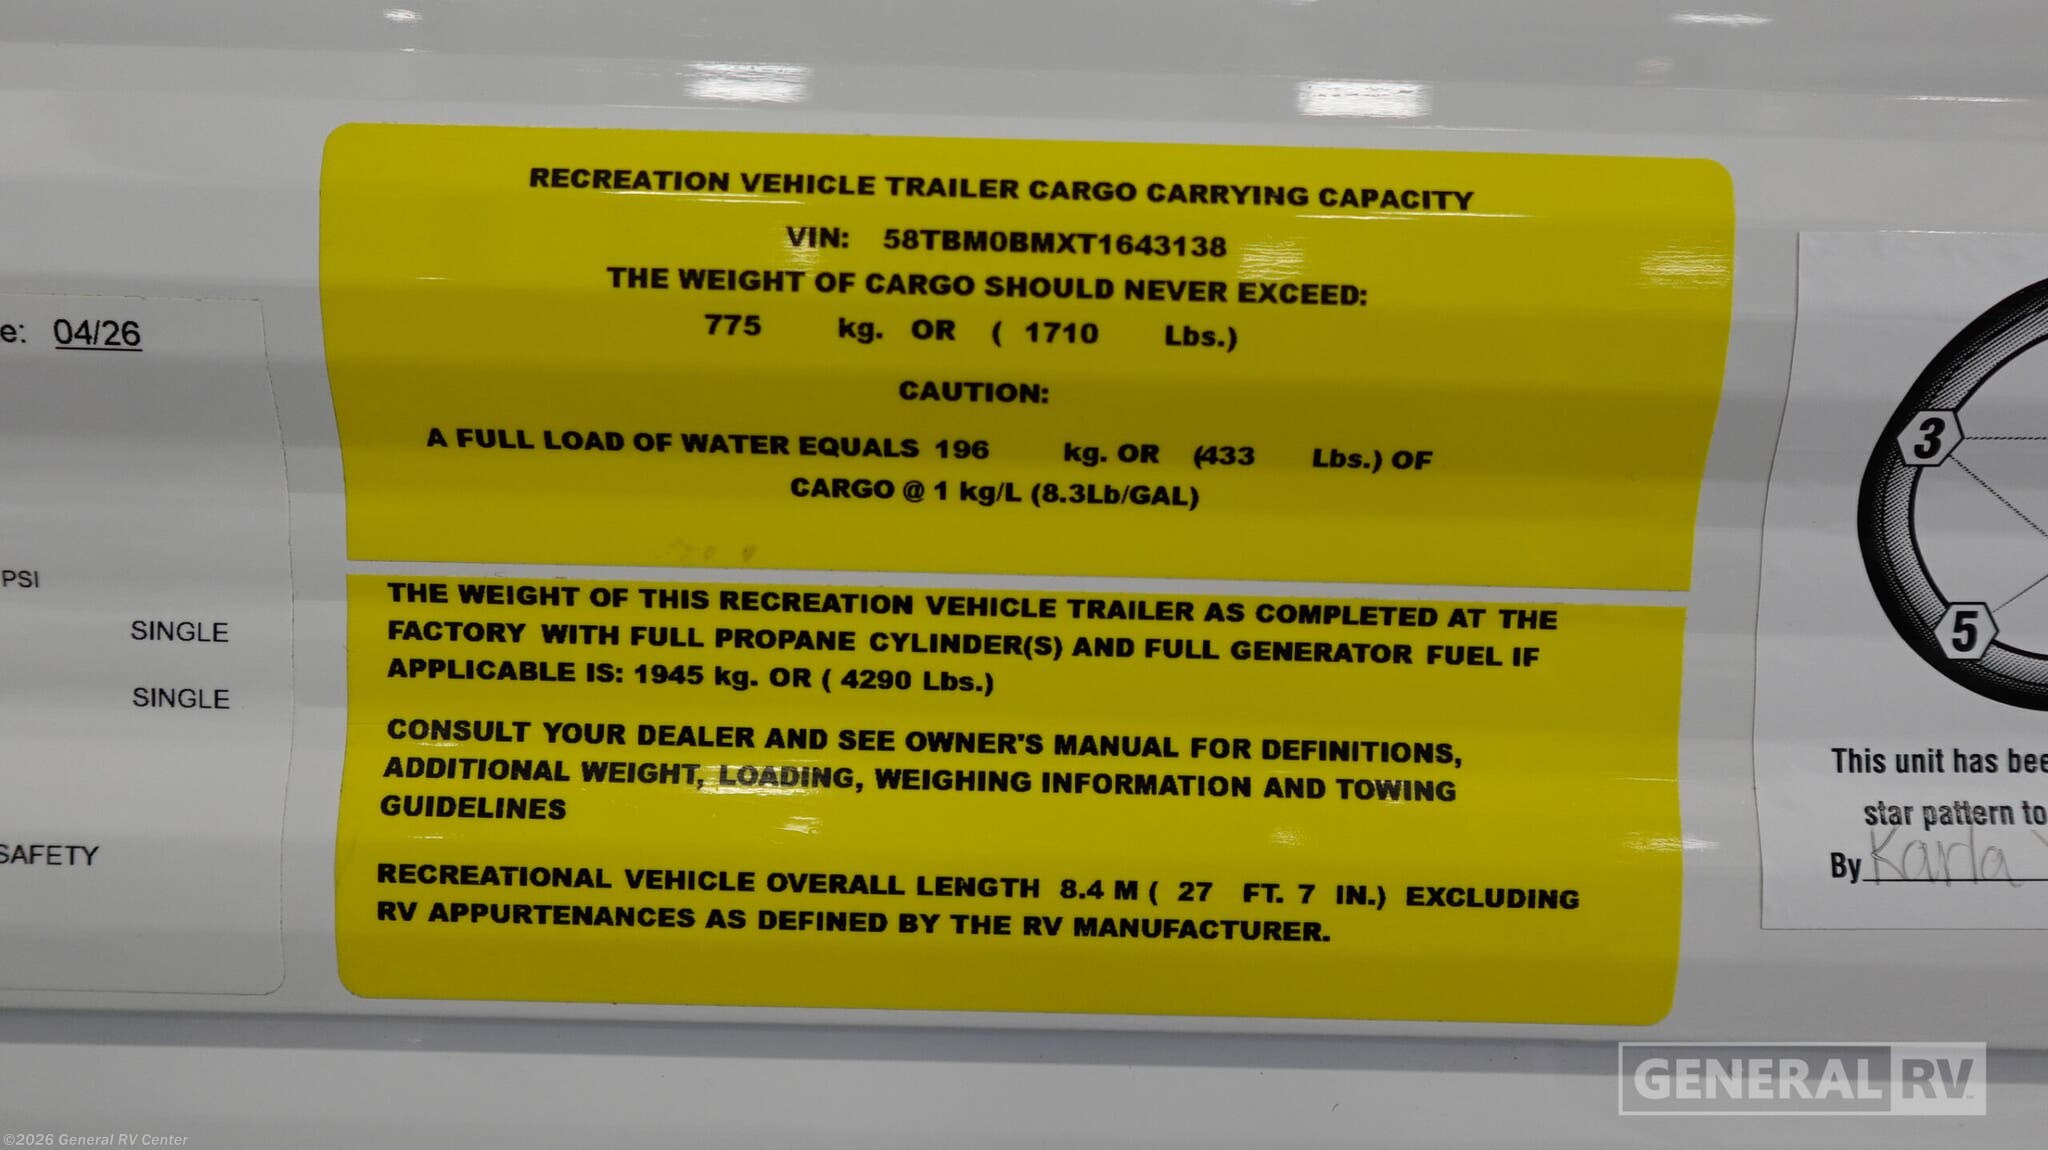 RECREATION VEHICLE TRAILER CARGO CARRYING CAPACITY
VIN: 58TBM0BMXT1643138
THE WEIGHT OF CARGO SHOULD NEVER EXCEED:
775 kg. OR ( 1710 Lbs.)
CAUTION:
A FULL LOAD OF WATER EQUALS 196 kg. OR (433 Lbs.) OF
CARGO @ 1 kg/L (8.3Lb/GAL)
THE WEIGHT OF THIS RECREATION VEHICLE TRAILER AS COMPLETED AT THE
FACTORY WITH FULL PROPANE CYLINDER(S) AND FULL GENERATOR FUEL IF
APPLICABLE IS: 1945 kg. OR ( 4290 Lbs.)
CONSULT YOUR DEALER AND SEE OWNER'S MANUAL FOR DEFINITIONS,
ADDITIONAL WEIGHT, LOADING, WEIGHING INFORMATION AND TOWING
GUIDELINES
RECREATIONAL VEHICLE OVERALL LENGTH 8.4 M ( 27 FT. 7 IN.) EXCLUDING
RV APPURTENANCES AS DEFINED BY THE RV MANUFACTURER.
e: 04/26
PSI
SINGLE
SINGLE
SAFETY
3
5
This unit has bee
star pattern to
By Karla
GENERAL RV
©2026 General RV Center